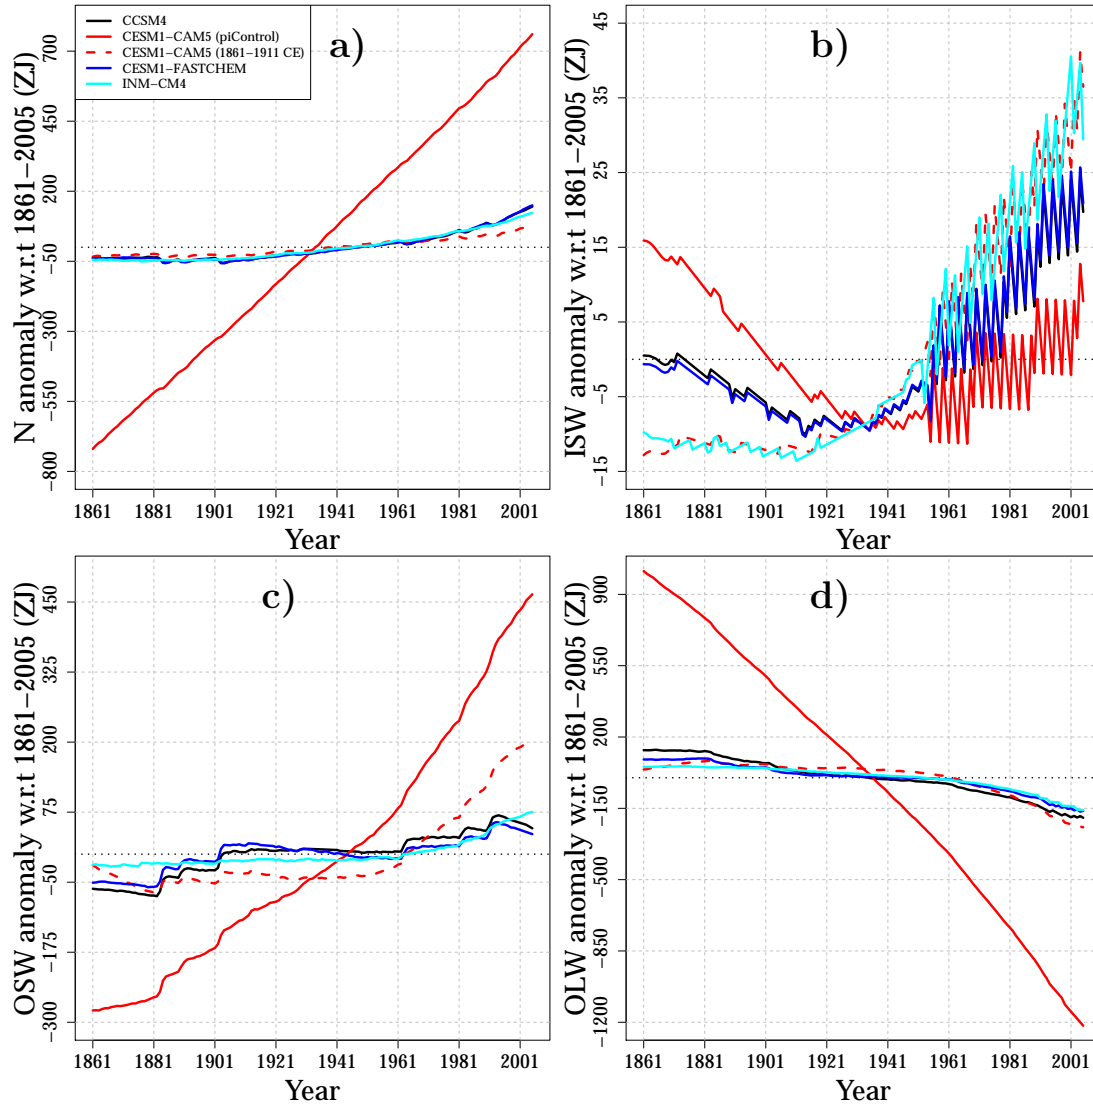 CCSM4
CESM1−CAM5 (piControl)
CESM1−CAM5 (1861−1911 CE)
CESM1−FASTCHEM
INM−CM4
a)
N anomaly w.r.t 1861−2005 (ZJ)
700
450
200
−50
−300
−550
−800
1861 1881 1901 1921 1941 1961 1981 2001
Year
b)
ISW anomaly w.r.t 1861−2005 (ZJ)
45
35
25
15
5
−5
−15
1861 1881 1901 1921 1941 1961 1981 2001
Year
c)
OSW anomaly w.r.t 1861−2005 (ZJ)
450
325
200
75
−50
−175
−300
1861 1881 1901 1921 1941 1961 1981 2001
Year
d)
OLW anomaly w.r.t 1861−2005 (ZJ)
900
550
200
−150
−500
−850
−1200
1861 1881 1901 1921 1941 1961 1981 2001
Year